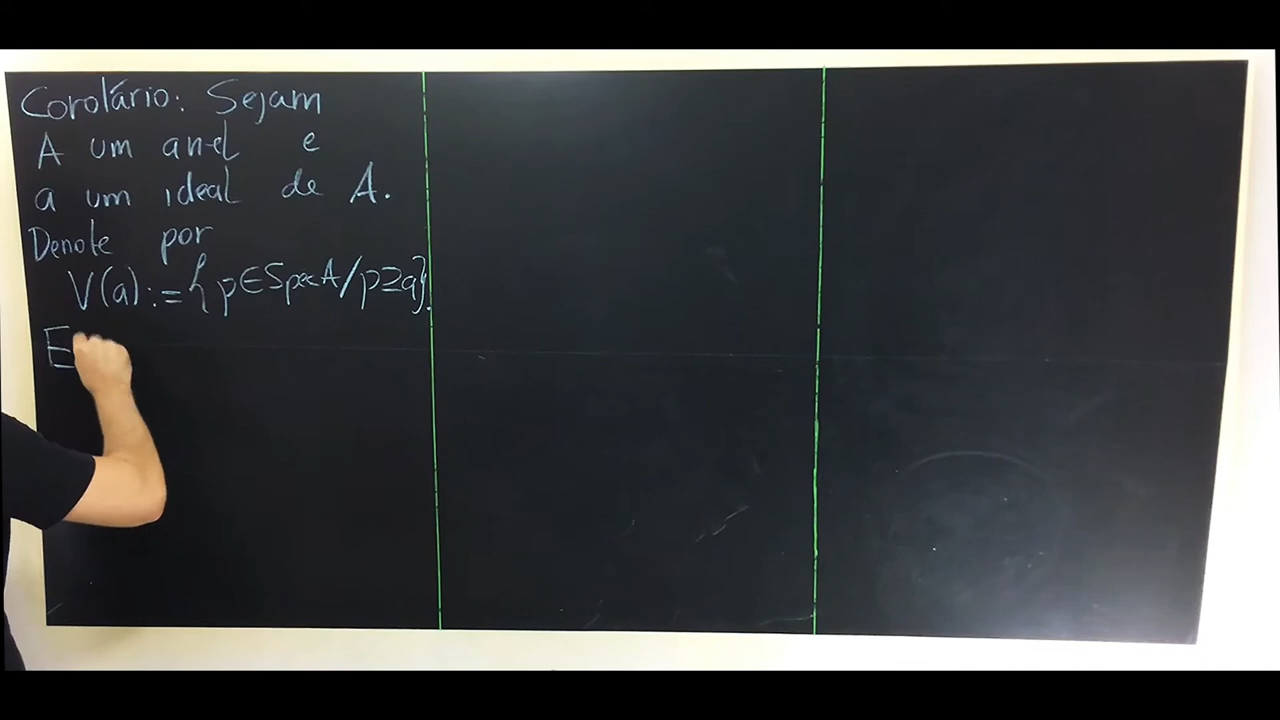 Corolário: Sejam
A um anel e
a um ideal de A.
Denote por
V(a) := { p ∈ Spec A / p ⊇ a }.
E